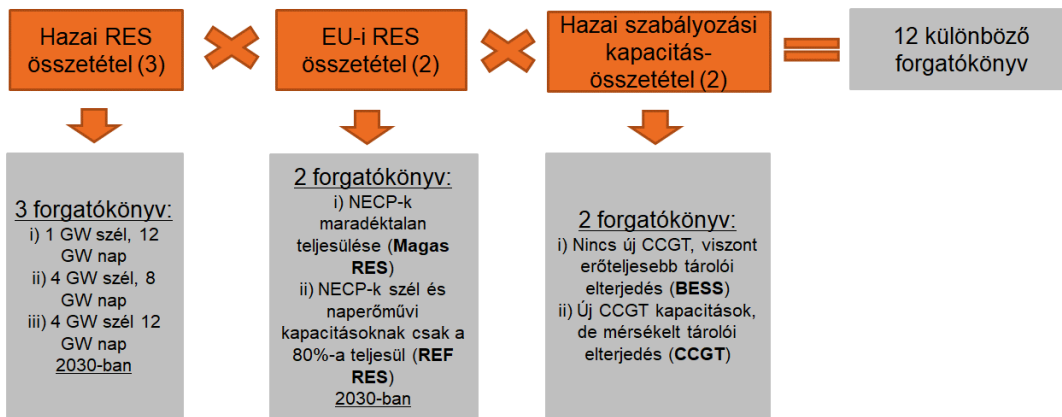 Hazai RES
összetétel (3)
EU-i RES
összetétel (2)
Hazai szabályozási
kapacitás-
összetétel (2)
12 különböző
forgatókönyv
3 forgatókönyv:
i) 1 GW szél, 12
GW nap
ii) 4 GW szél, 8
GW nap
iii) 4 GW szél 12
GW nap
2030-ban
2 forgatókönyv:
i) NECP-k
maradéktalan
teljesülése (Magas
RES)
ii) NECP-k szél és
naperőművi
kapacitásoknak csak a
80%-a teljesül (REF
RES)
2030-ban
2 forgatókönyv:
i) Nincs új CCGT, viszont
erőteljesebb tárolói
elterjedés (BESS)
ii) Új CCGT kapacitások,
de mérsékelt tárolói
elterjedés (CCGT)